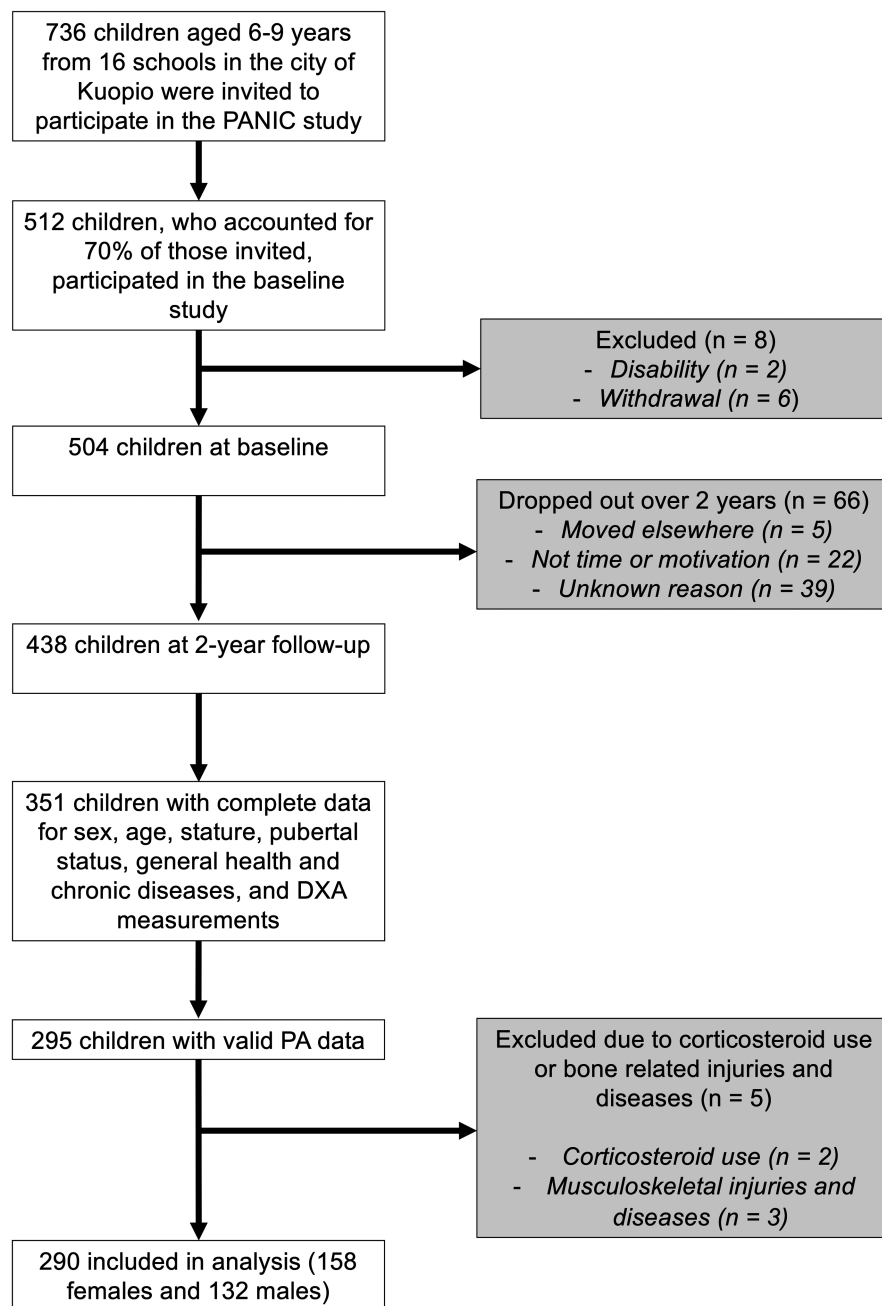 736 children aged 6-9 years
from 16 schools in the city of
Kuopio were invited to
participate in the PANIC study
512 children, who accounted for
70% of those invited,
participated in the baseline
study
Excluded (n = 8)
- Disability (n = 2)
- Withdrawal (n = 6)
504 children at baseline
Dropped out over 2 years (n = 66)
- Moved elsewhere (n = 5)
- Not time or motivation (n = 22)
- Unknown reason (n = 39)
438 children at 2-year follow-up
351 children with complete data
for sex, age, stature, pubertal
status, general health and
chronic diseases, and DXA
measurements
295 children with valid PA data
Excluded due to corticosteroid use
or bone related injuries and
diseases (n = 5)
- Corticosteroid use (n = 2)
- Musculoskeletal injuries and
diseases (n = 3)
290 included in analysis (158
females and 132 males)